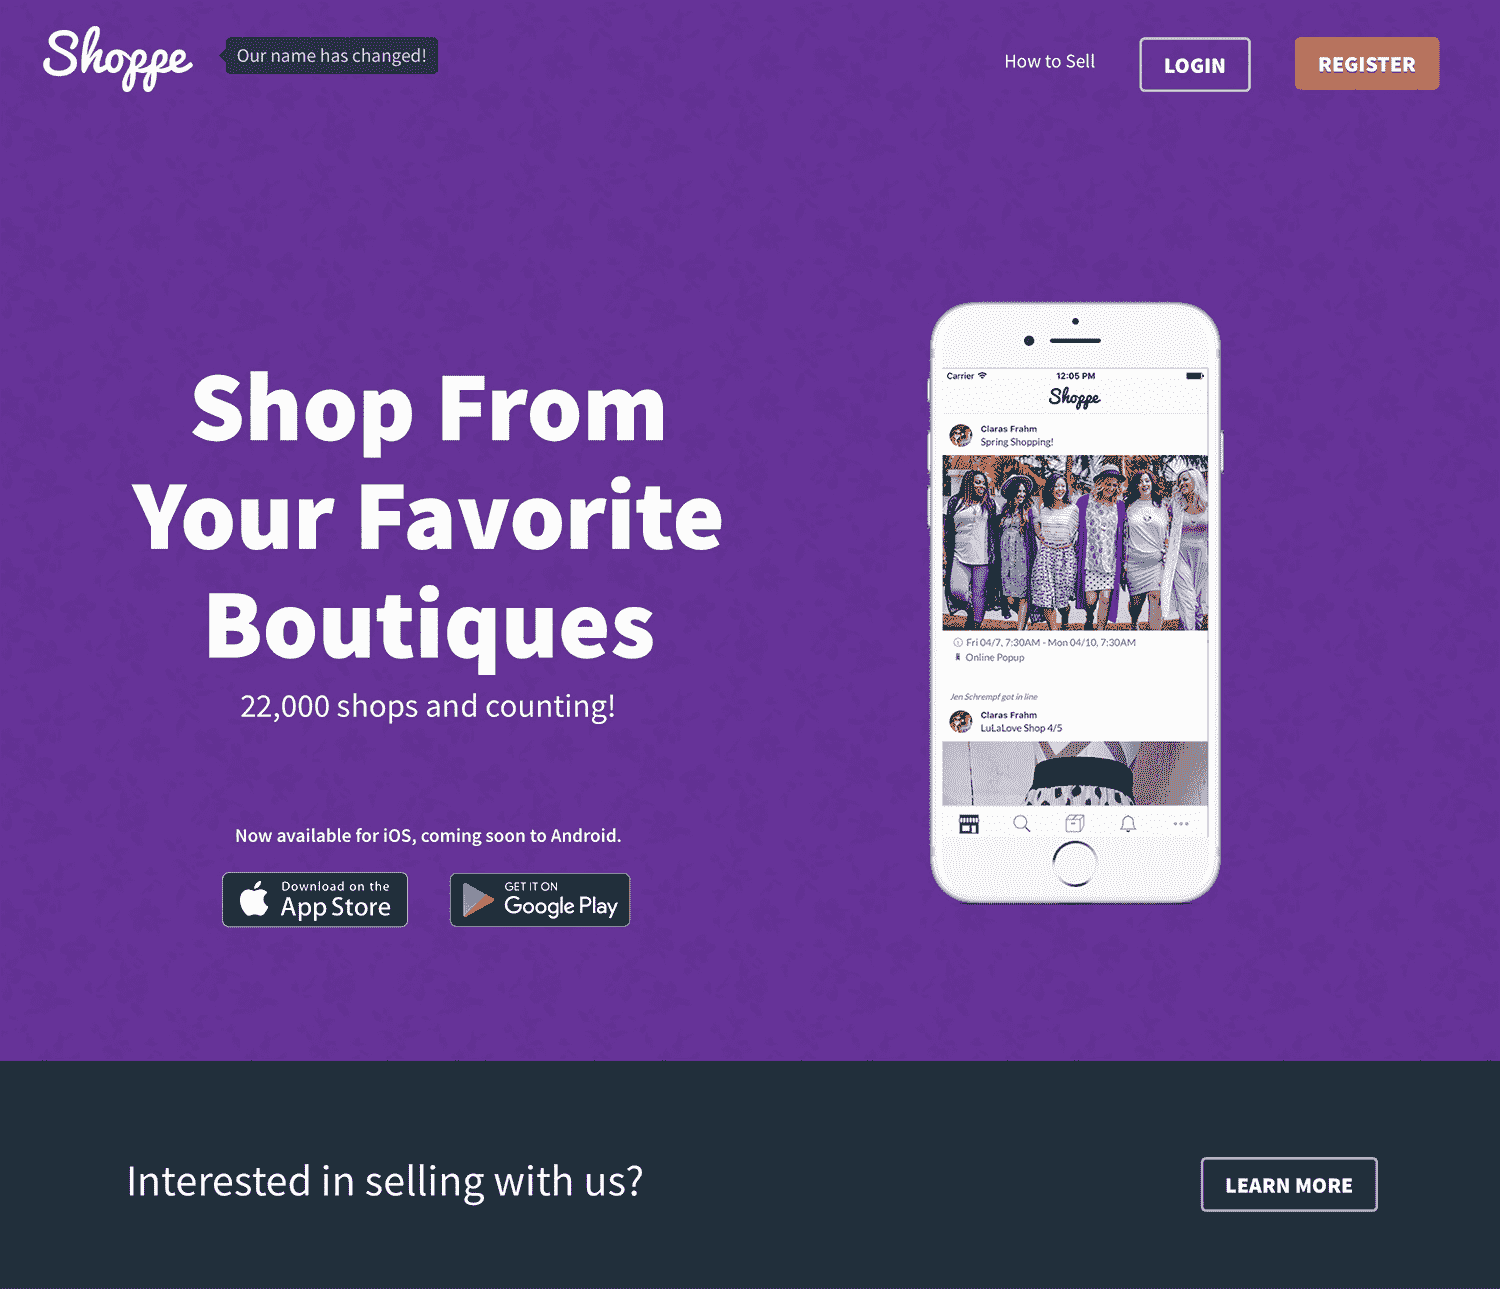 Shoppe
Our name has changed!
How to Sell
LOGIN
REGISTER
Shop From
Your Favorite
Boutiques
22,000 shops and counting!
Now available for iOS, coming soon to Android.
Download on the
App Store
GET IT ON
Google Play
Carrier
12:05 PM
Shoppe
Claras Frahm
Spring Shopping!
Fri 04/7, 7:30AM - Mon 04/10, 7:30AM
Online Popup
Jen Schrempf got in line
Claras Frahm
LuLaLove Shop 4/5
Interested in selling with us?
LEARN MORE